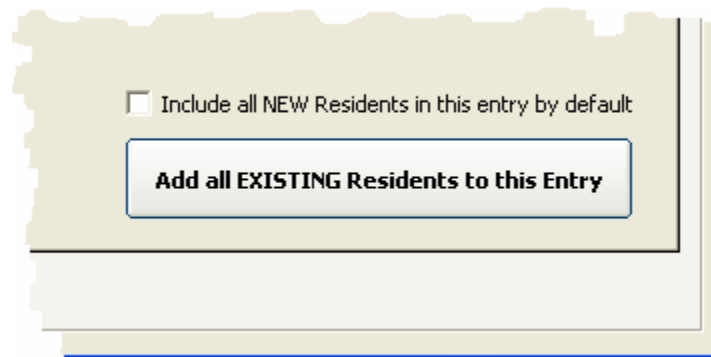 Include all NEW Residents in this entry by default
Add all EXISTING Residents to this Entry